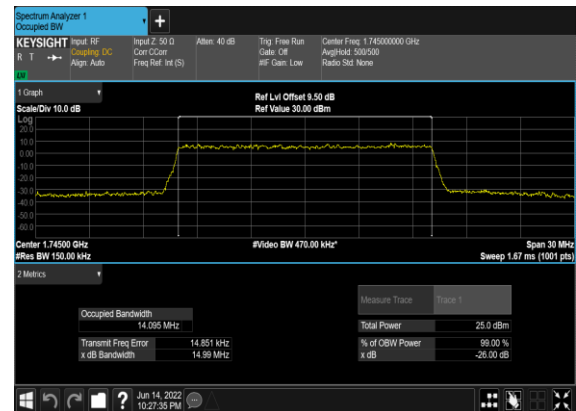 Spectrum Analyzer 1
Occupied BW
+
KEYSIGHT
R T
LW
Input: RF
Coupling: DC
Align: Auto
Input Z: 50 Ω
Corr CCorr
Freq Ref: Int (S)
Atten: 40 dB
Trig: Free Run
Gate: Off
#IF Gain: Low
Center Freq: 1.745000000 GHz
Avg|Hold: 500/500
Radio Std: None
1 Graph
Scale/Div 10.0 dB
Ref Lvl Offset 9.50 dB
Ref Value 30.00 dBm
Log
20.0
10.0
0.00
-10.0
-20.0
-30.0
-40.0
-50.0
-60.0
Center 1.74500 GHz
#Res BW 150.00 kHz
#Video BW 470.00 kHz*
Span 30 MHz
Sweep 1.67 ms (1001 pts)
2 Metrics
Measure Trace
Trace 1
Occupied Bandwidth
14.095 MHz
Total Power
25.0 dBm
Transmit Freq Error
14.851 kHz
% of OBW Power
99.00 %
x dB Bandwidth
14.99 MHz
x dB
-26.00 dB
?
Jun 14, 2022
10:27:35 PM